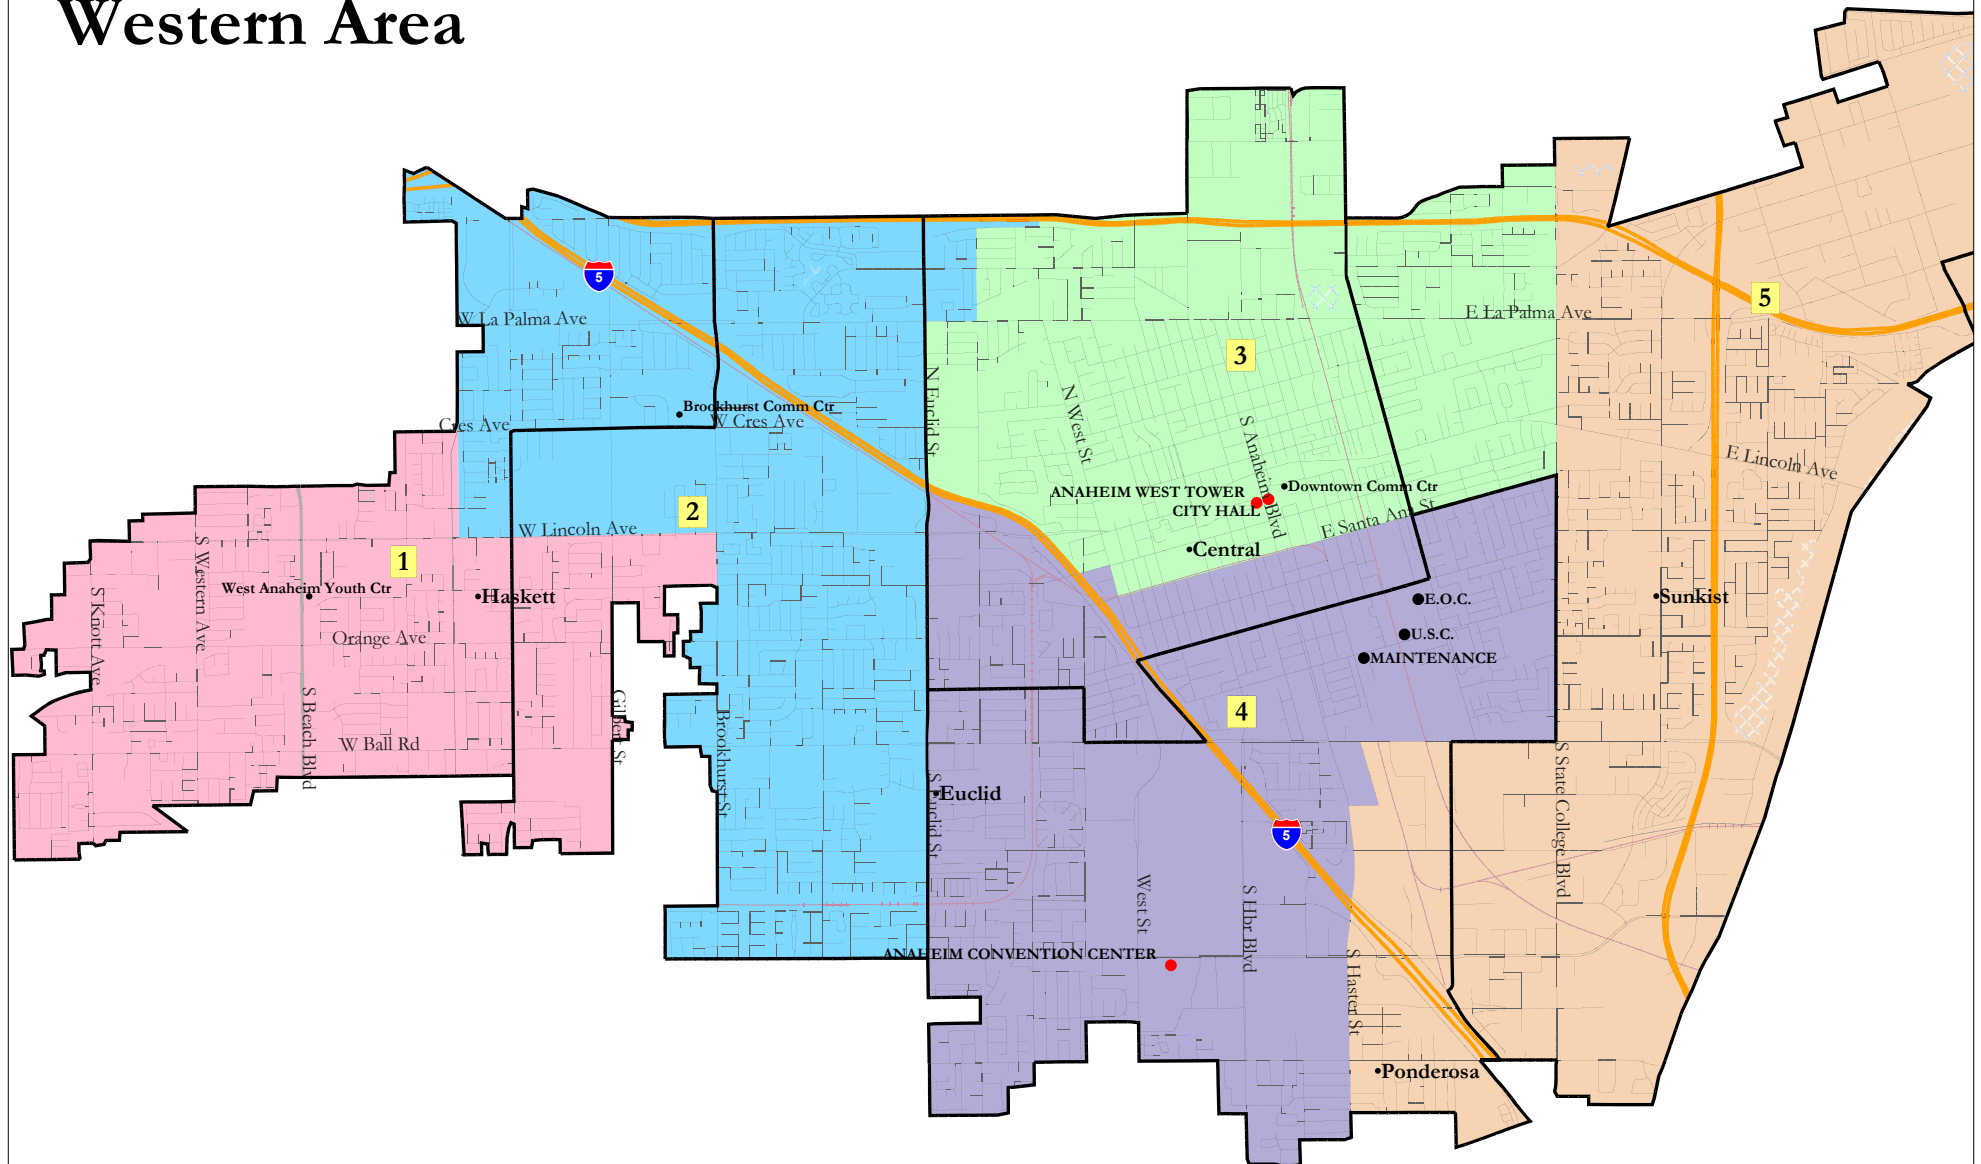 Western Area
5
5
W La Palma Ave
E La Palma Ave
3
N Euclid St
N West St
Brookhurst Comm Ctr
Cres Ave
W Cres Ave
S Anaheim Blvd
E Lincoln Ave
ANAHEIM WEST TOWER
Downtown Comm Ctr
CITY HALL
E Santa Ana St
2
W Lincoln Ave
1
Central
S Western Ave
S Knott Ave
West Anaheim Youth Ctr
Haskett
E.O.C.
Sunkist
Orange Ave
U.S.C.
MAINTENANCE
S Beach Blvd
Gilbert St
Brookhurst St
4
W Ball Rd
S State College Blvd
S Euclid St
Euclid
5
West St
S Hbr Blvd
S Haster St
ANAHEIM CONVENTION CENTER
Ponderosa